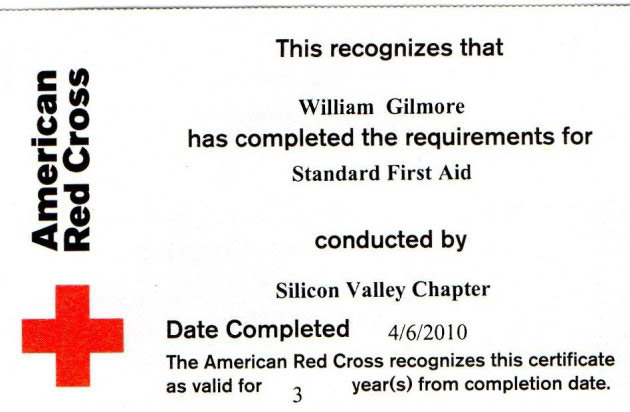 American
Red Cross
This recognizes that
William Gilmore
has completed the requirements for
Standard First Aid
conducted by
Silicon Valley Chapter
Date Completed 4/6/2010
The American Red Cross recognizes this certificate
as valid for 3 year(s) from completion date.